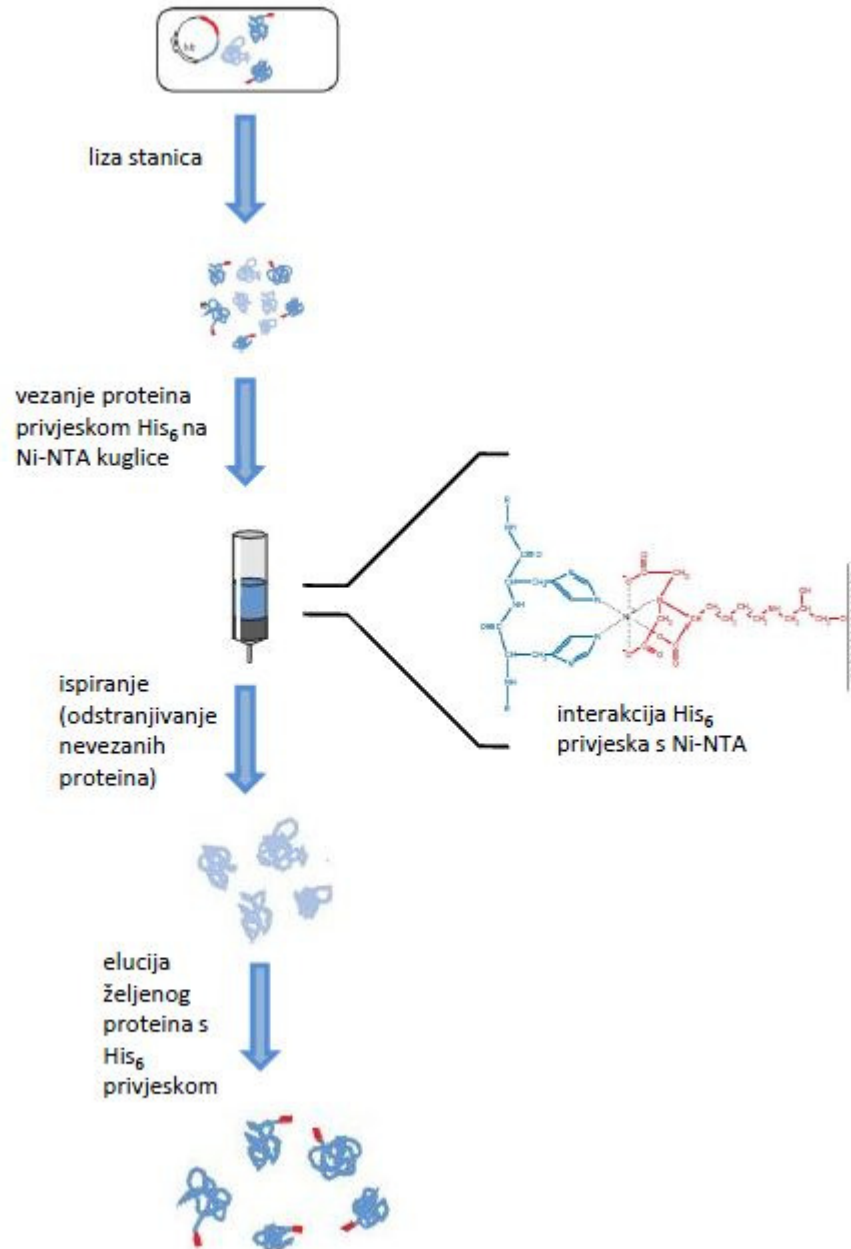 liza stanica
vezanje proteina
privjeskom His₆ na
Ni-NTA kuglice
interakcija His₆
privjeska s Ni-NTA
ispiranje
(odstranjivanje
nevezanih
proteina)
elucija
željenog
proteina s
His₆
privjeskom